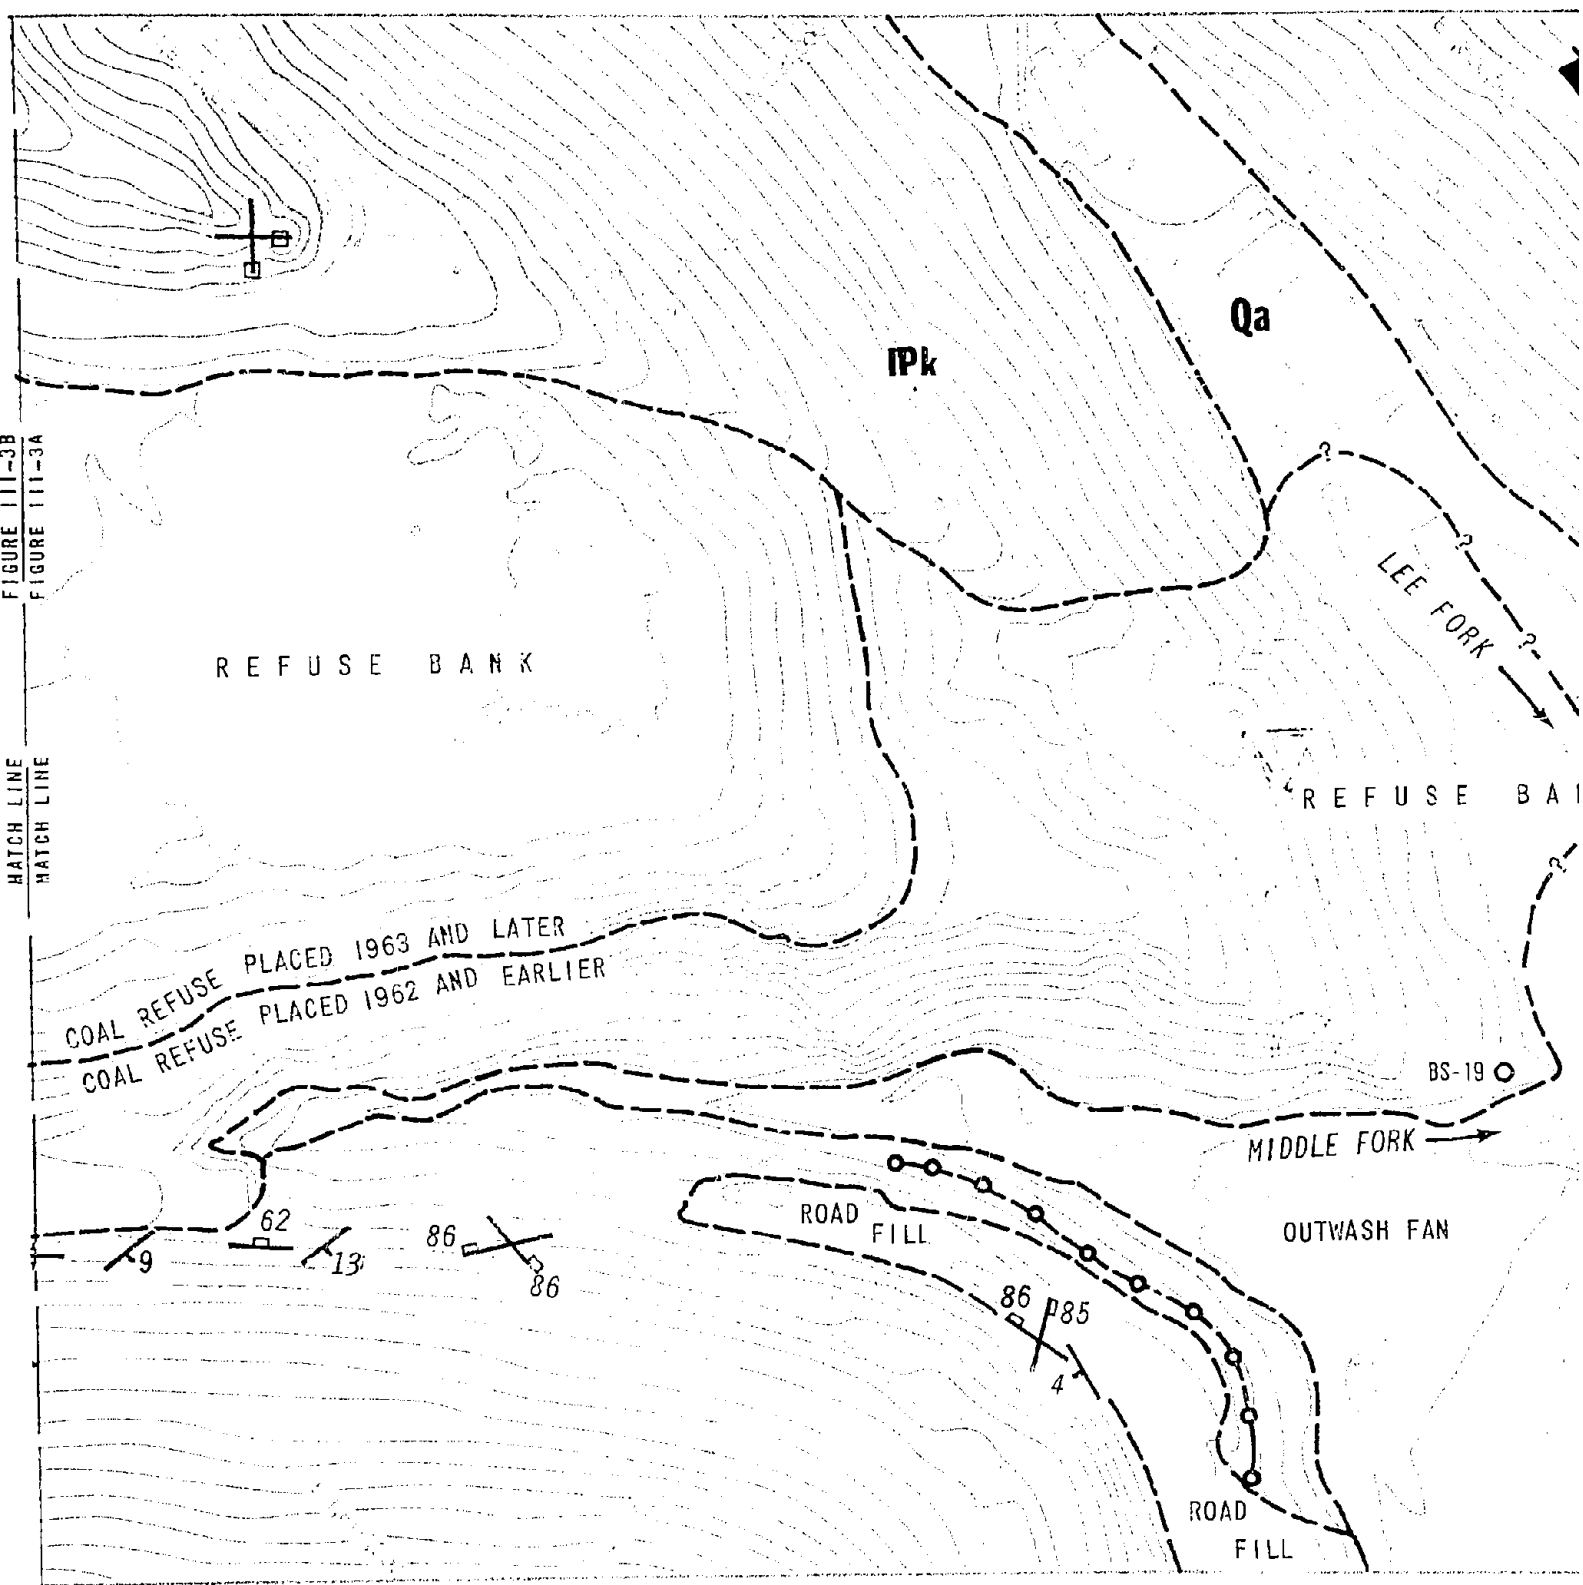 Qa
IPk
FIGURE III-3B
FIGURE III-3A
?
?
LEE FORK
?
REFUSE BANK
REFUSE BA
MATCH LINE
MATCH LINE
?
COAL REFUSE PLACED 1963 AND LATER
COAL REFUSE PLACED 1962 AND EARLIER
BS-19
MIDDLE FORK
ROAD
FILL
OUTWASH FAN
62
9
13
86
86
86
85
4
ROAD
FILL